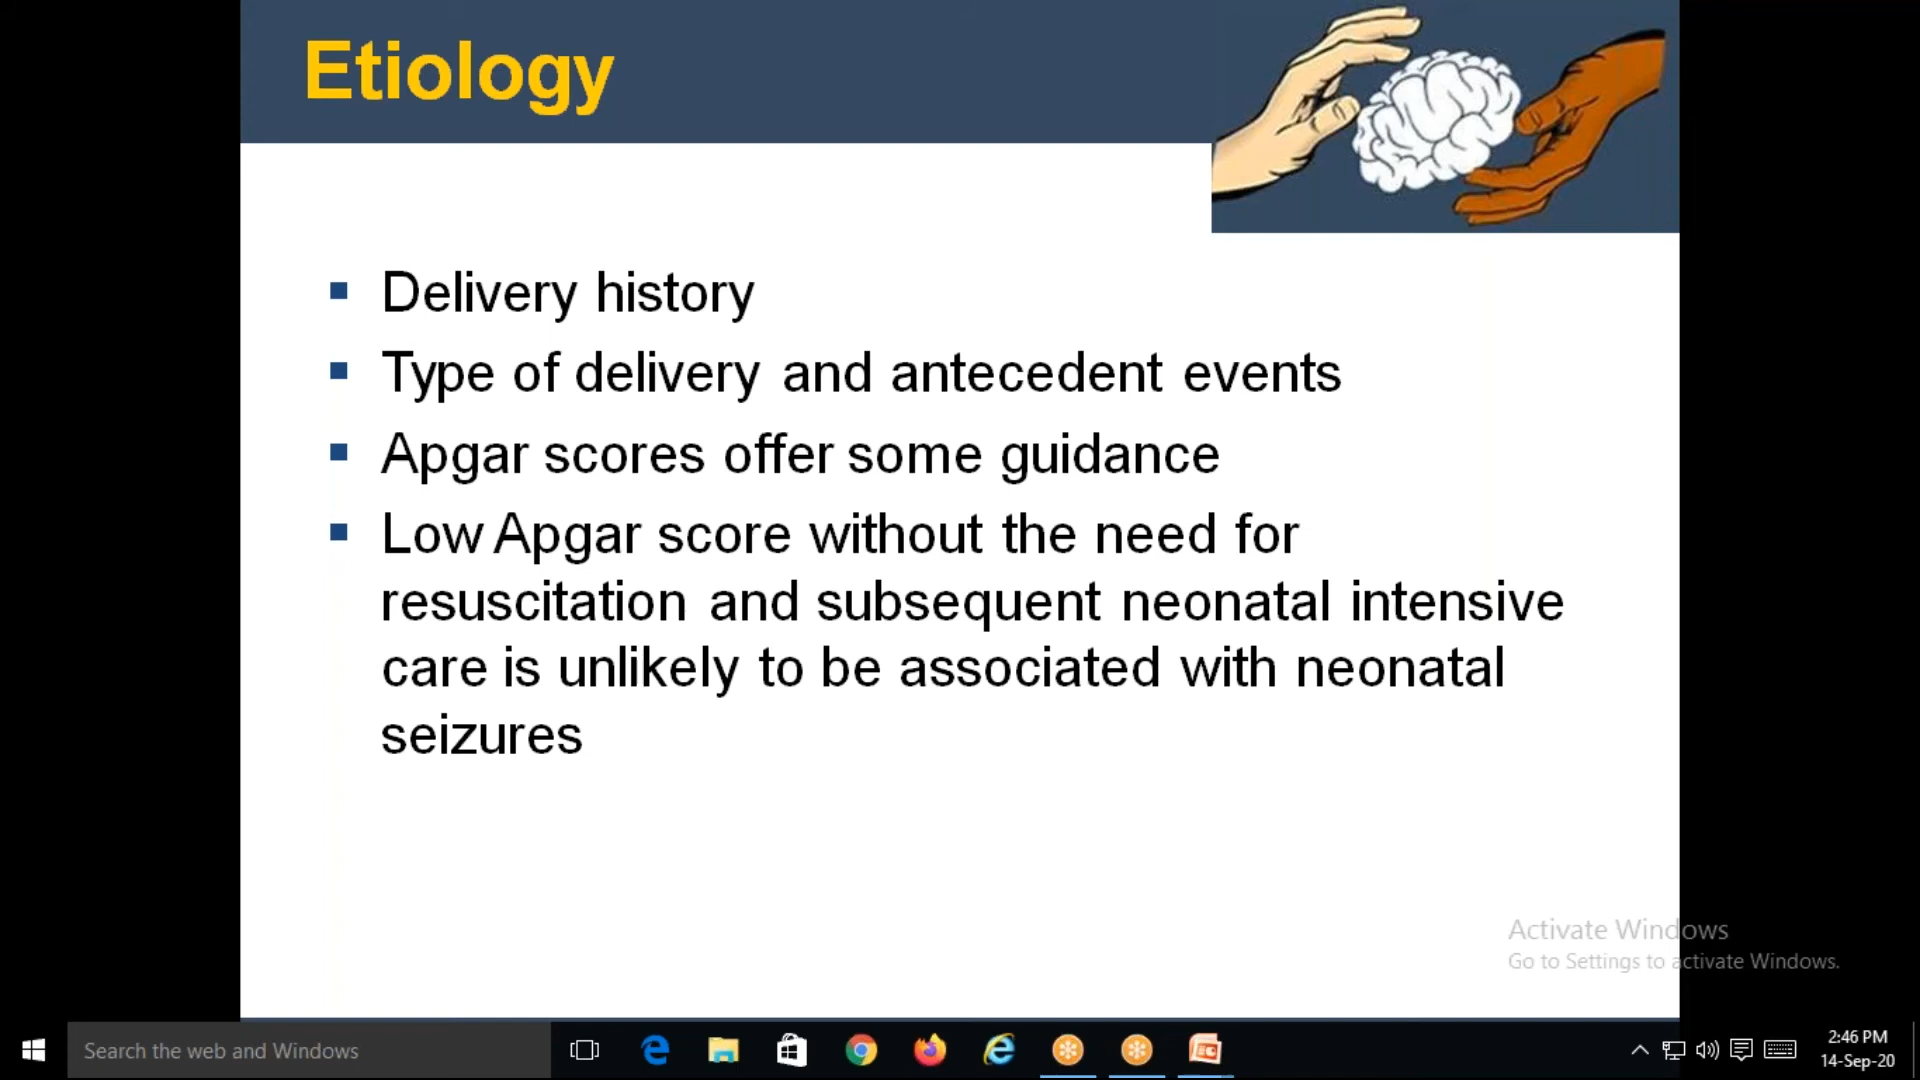 Etiology
Delivery history
Type of delivery and antecedent events
Apgar scores offer some guidance
Low Apgar score without the need for
resuscitation and subsequent neonatal intensive
care is unlikely to be associated with neonatal
seizures
Activate Windows
Go to Settings to activate Windows.
Search the web and Windows
2:46 PM
14-Sep-20